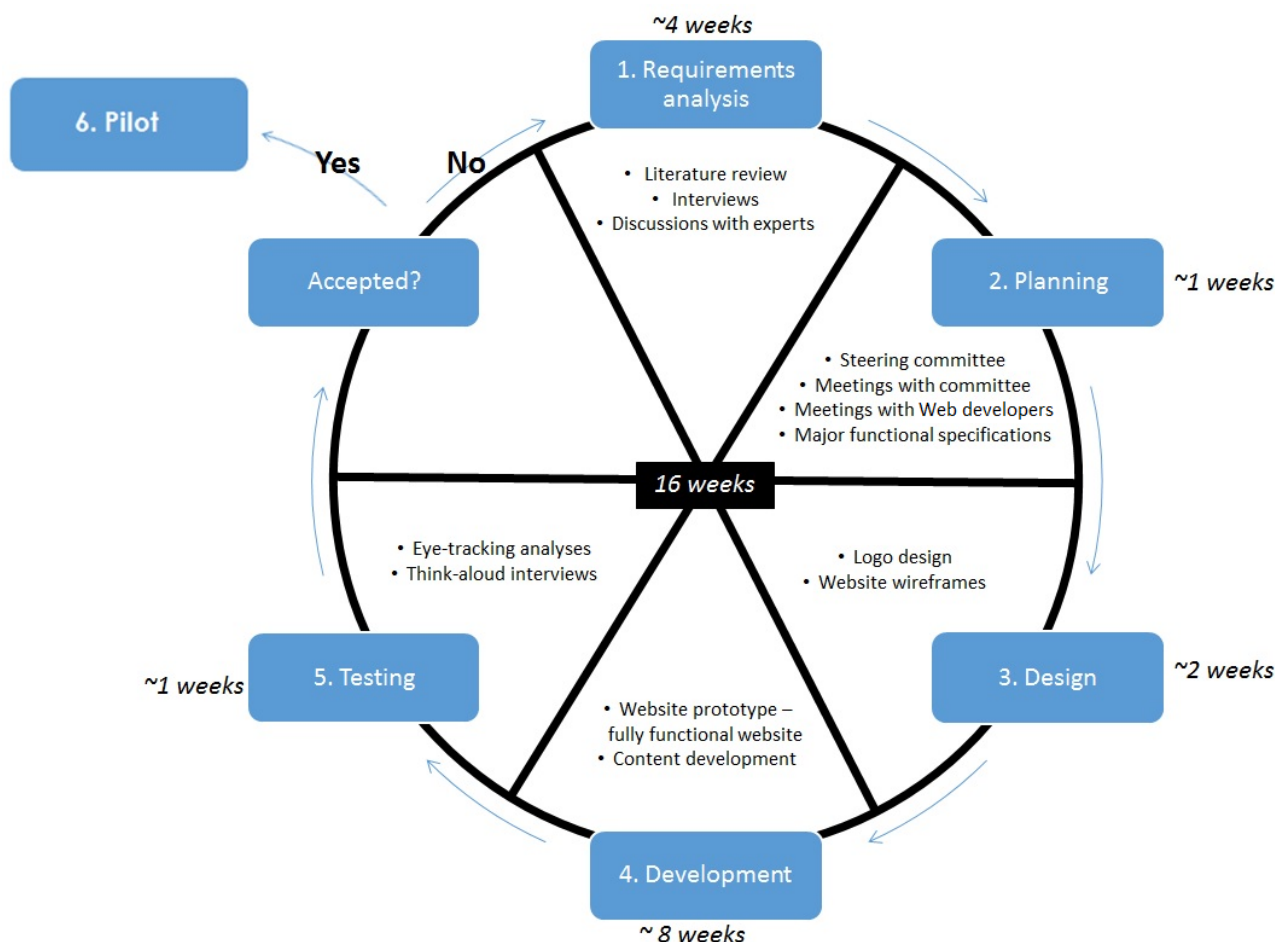 ~4 weeks
1. Requirements
analysis
6. Pilot
Yes
No
• Literature review
• Interviews
• Discussions with experts
Accepted?
2. Planning
~1 weeks
• Steering committee
• Meetings with committee
• Meetings with Web developers
• Major functional specifications
16 weeks
• Eye-tracking analyses
• Think-aloud interviews
• Logo design
• Website wireframes
~1 weeks
5. Testing
3. Design
~2 weeks
• Website prototype –
fully functional website
• Content development
4. Development
~ 8 weeks